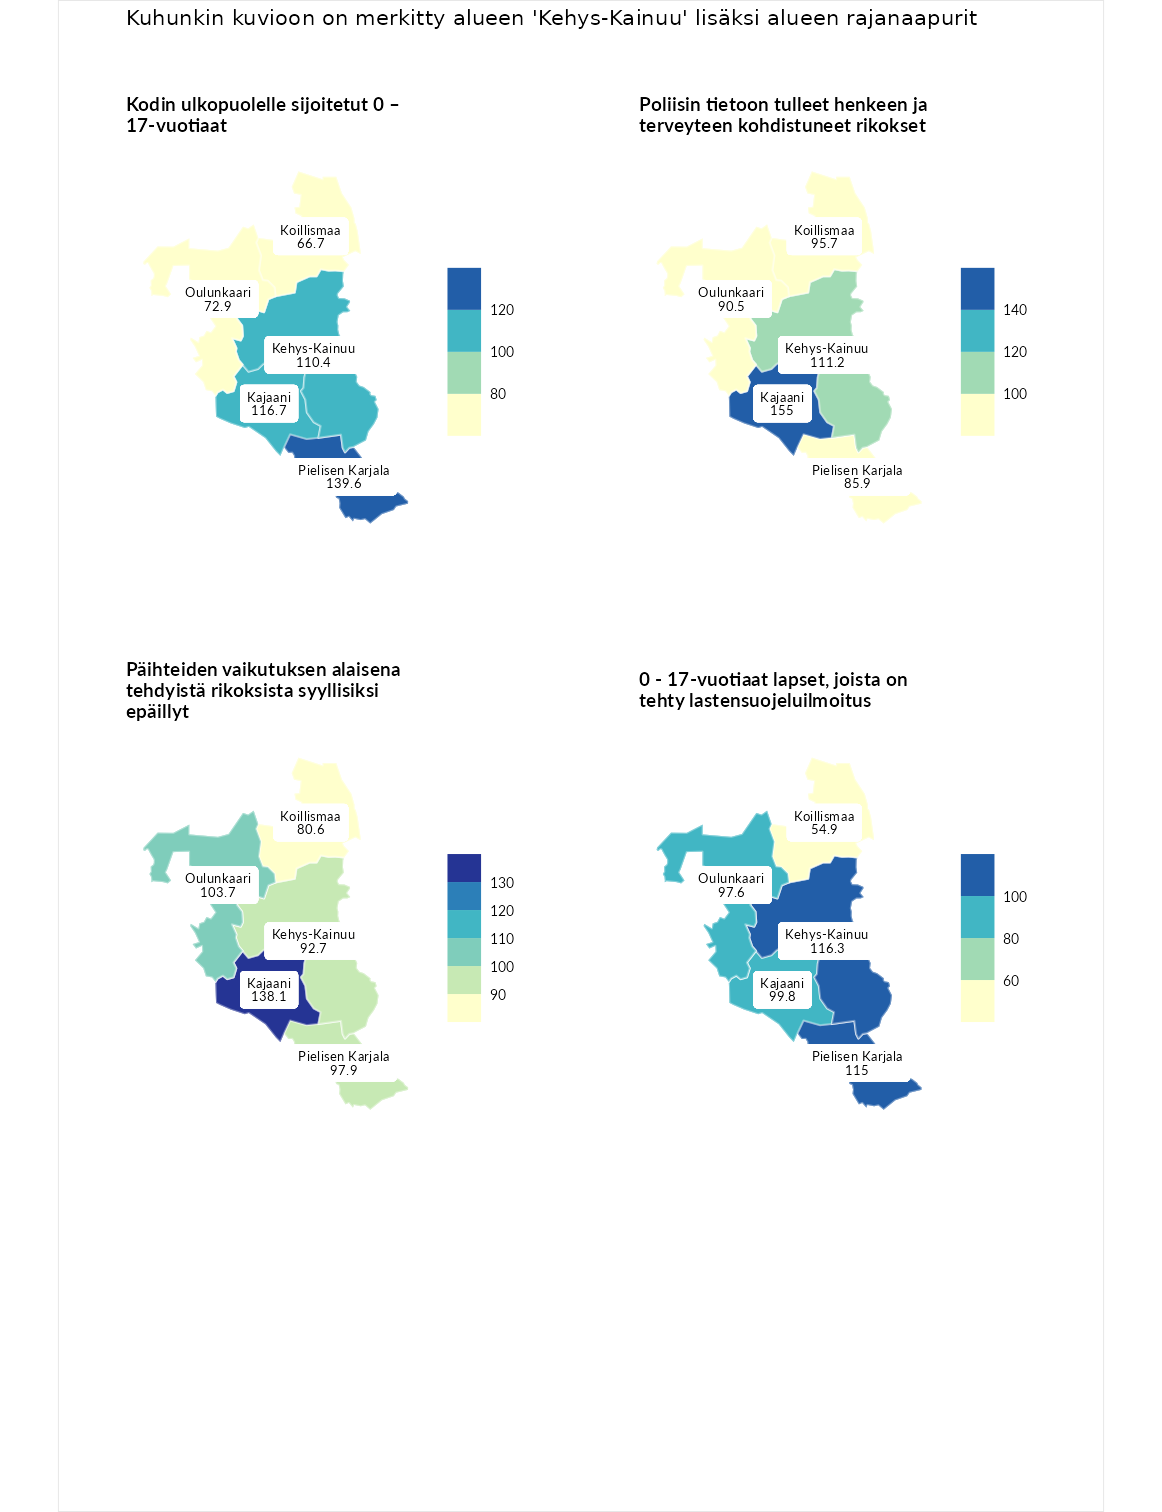 Kuhunkin kuvioon on merkitty alueen 'Kehys-Kainuu' lisäksi alueen rajanaapurit
Kodin ulkopuolelle sijoitetut 0 –
17-vuotiaat
Koillismaa
66.7
Oulunkaari
72.9
Kehys-Kainuu
110.4
Kajaani
116.7
Pielisen Karjala
139.6
120
100
80
Poliisin tietoon tulleet henkeen ja
terveyteen kohdistuneet rikokset
Koillismaa
95.7
Oulunkaari
90.5
Kehys-Kainuu
111.2
Kajaani
155
Pielisen Karjala
85.9
140
120
100
Päihteiden vaikutuksen alaisena
tehdyistä rikoksista syyllisiksi
epäillyt
Koillismaa
80.6
Oulunkaari
103.7
Kehys-Kainuu
92.7
Kajaani
138.1
Pielisen Karjala
97.9
130
120
110
100
90
0 - 17-vuotiaat lapset, joista on
tehty lastensuojeluilmoitus
Koillismaa
54.9
Oulunkaari
97.6
Kehys-Kainuu
116.3
Kajaani
99.8
Pielisen Karjala
115
100
80
60